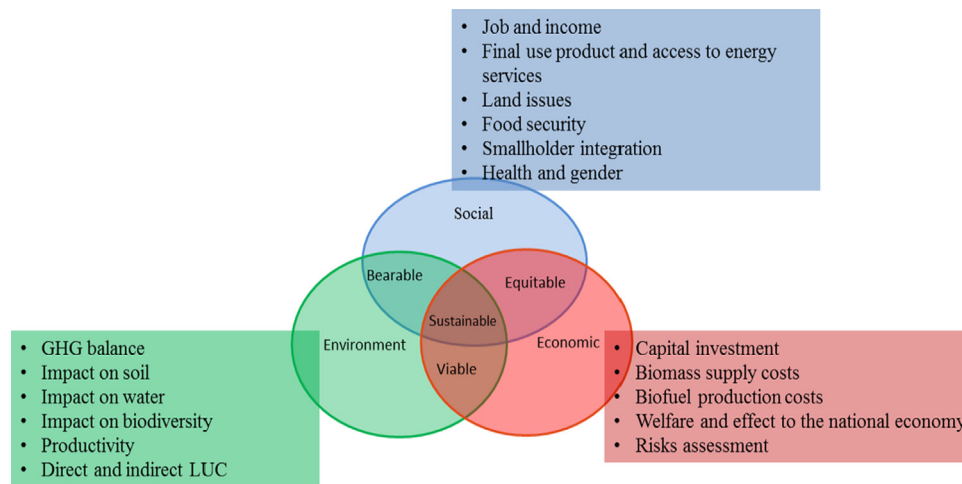 • Job and income
• Final use product and access to energy
services
• Land issues
• Food security
• Smallholder integration
• Health and gender
Social
Bearable
Equitable
Sustainable
Environment
Economic
Viable
• GHG balance
• Impact on soil
• Impact on water
• Impact on biodiversity
• Productivity
• Direct and indirect LUC
• Capital investment
• Biomass supply costs
• Biofuel production costs
• Welfare and effect to the national economy
• Risks assessment